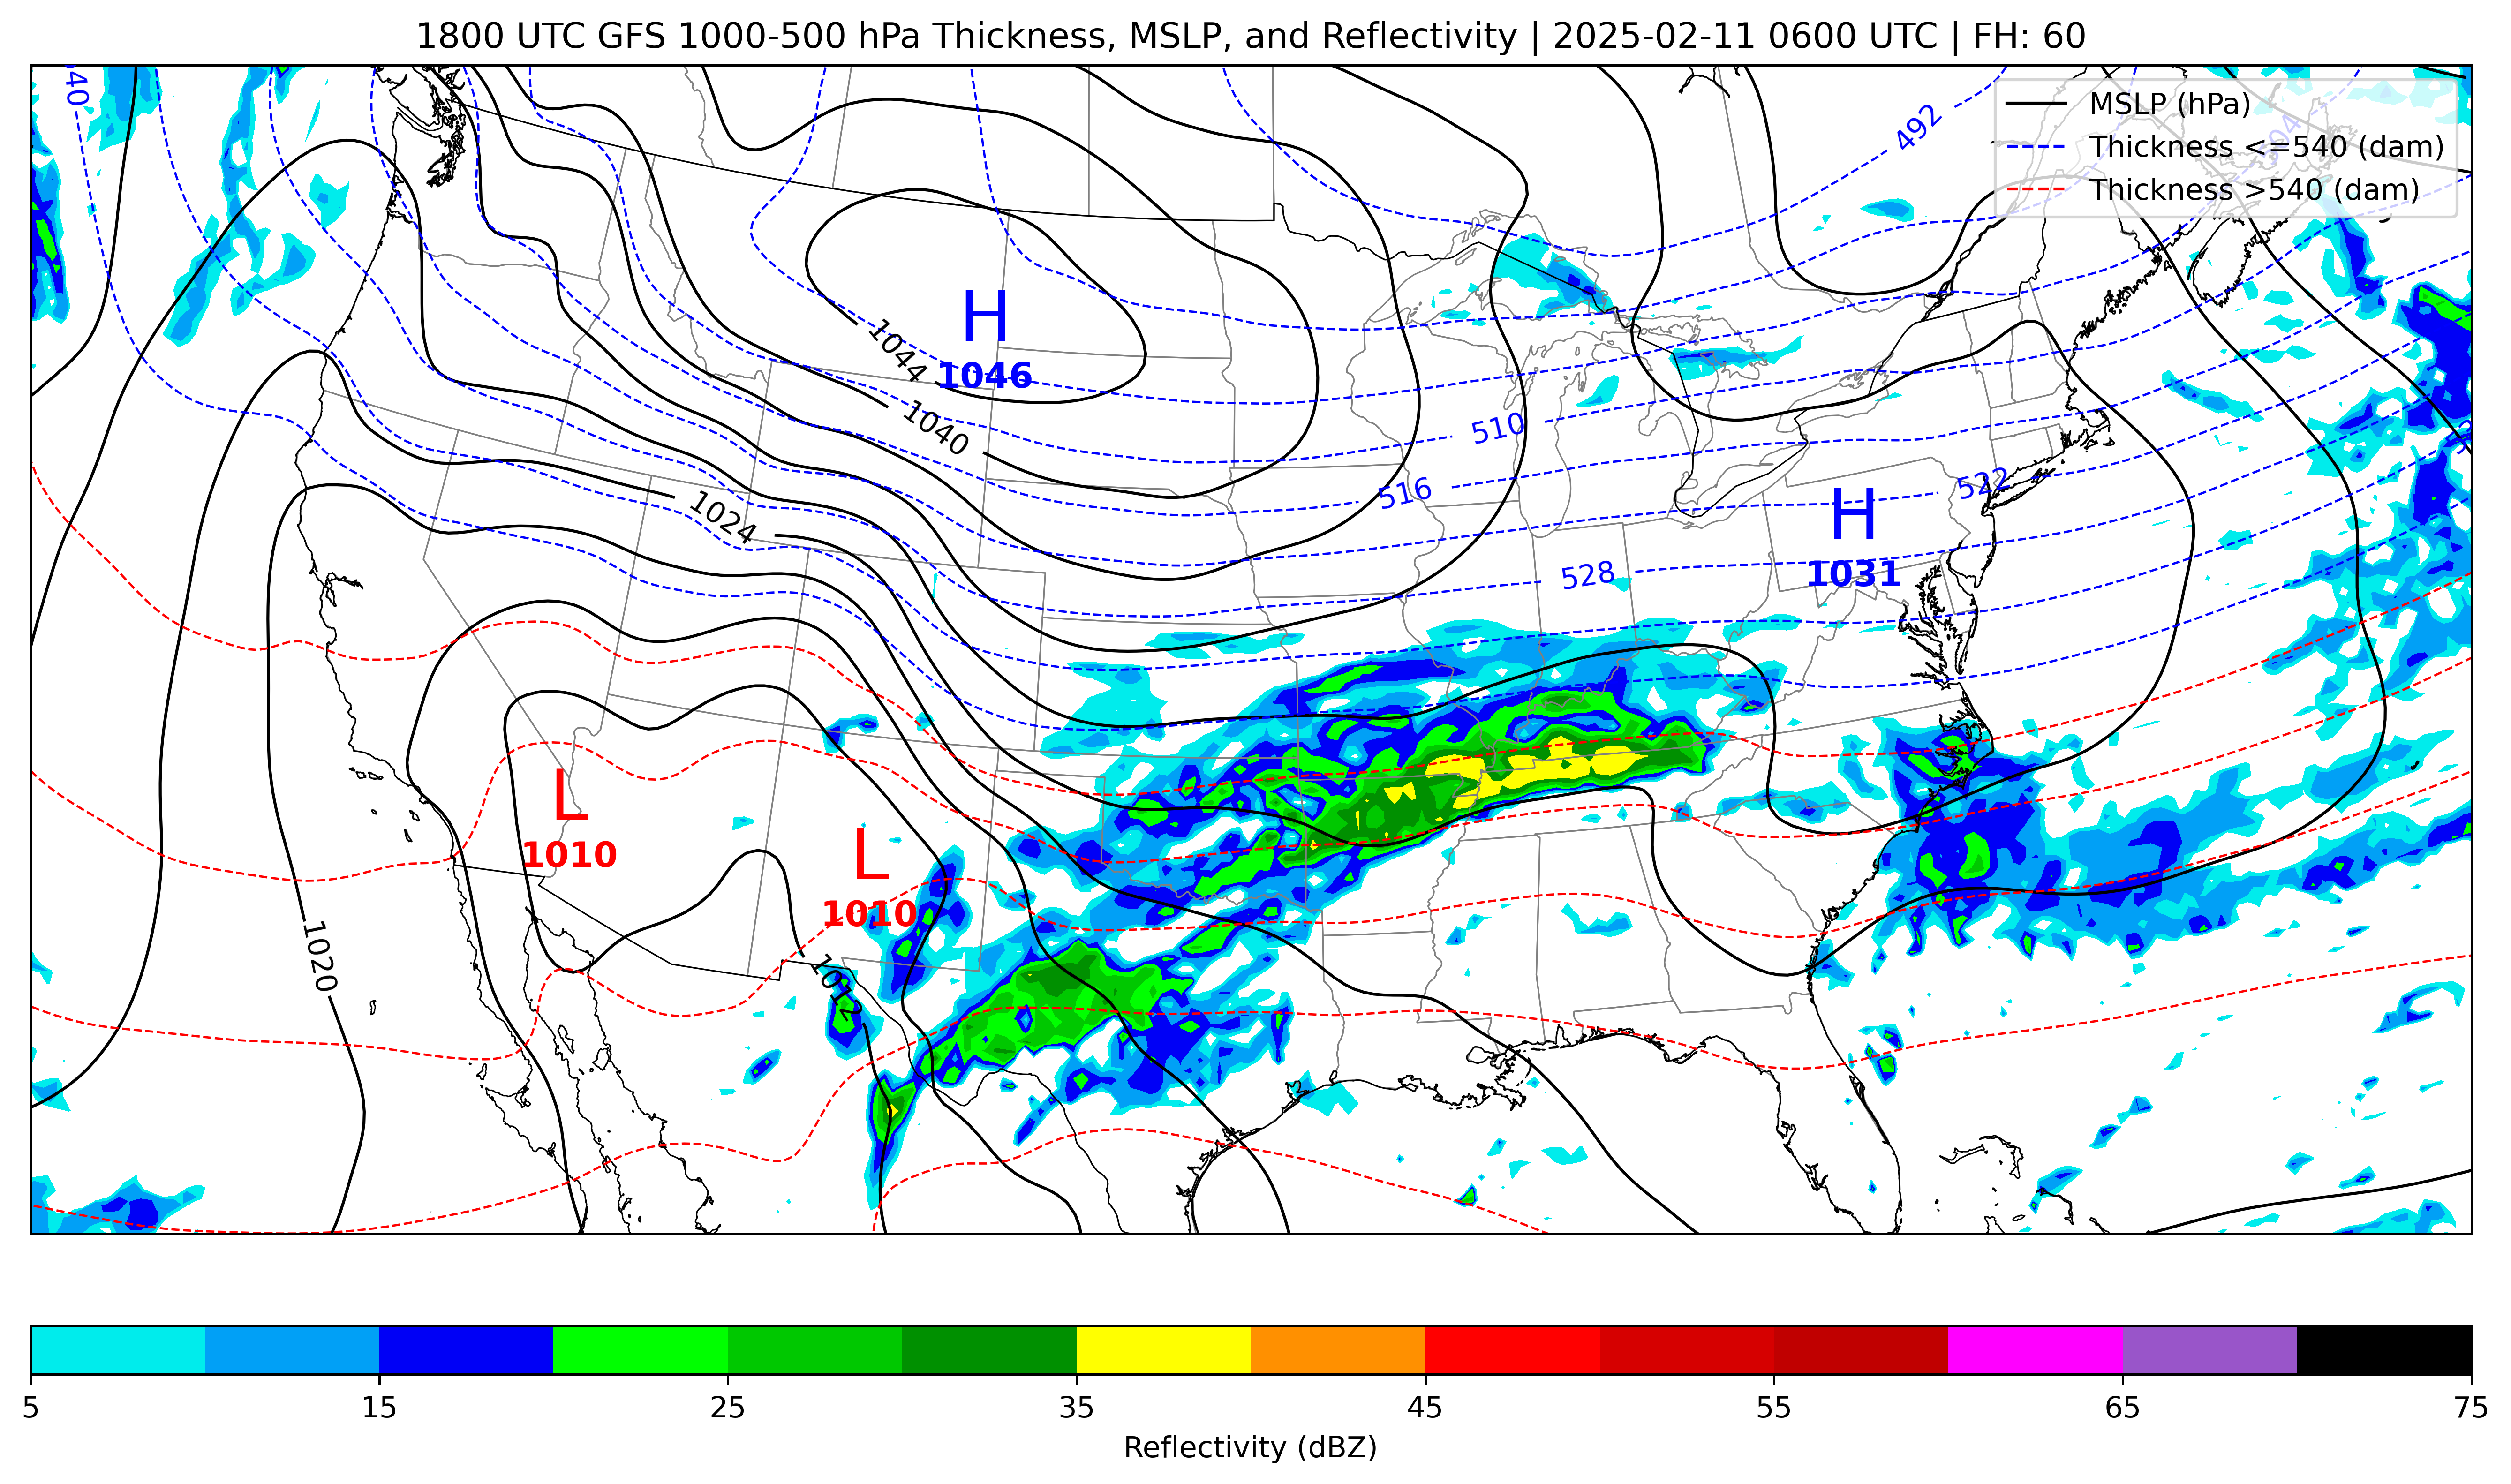 1800 UTC GFS 1000-500 hPa Thickness, MSLP, and Reflectivity | 2025-02-11 0600 UTC | FH: 60
MSLP (hPa)
Thickness <=540 (dam)
Thickness >540 (dam)
492
504
H
1046
1044
1040
510
516
522
H
1031
1024
528
L
1010
L
1010
1020
1012
5 15 25 35 45 55 65 75
Reflectivity (dBZ)